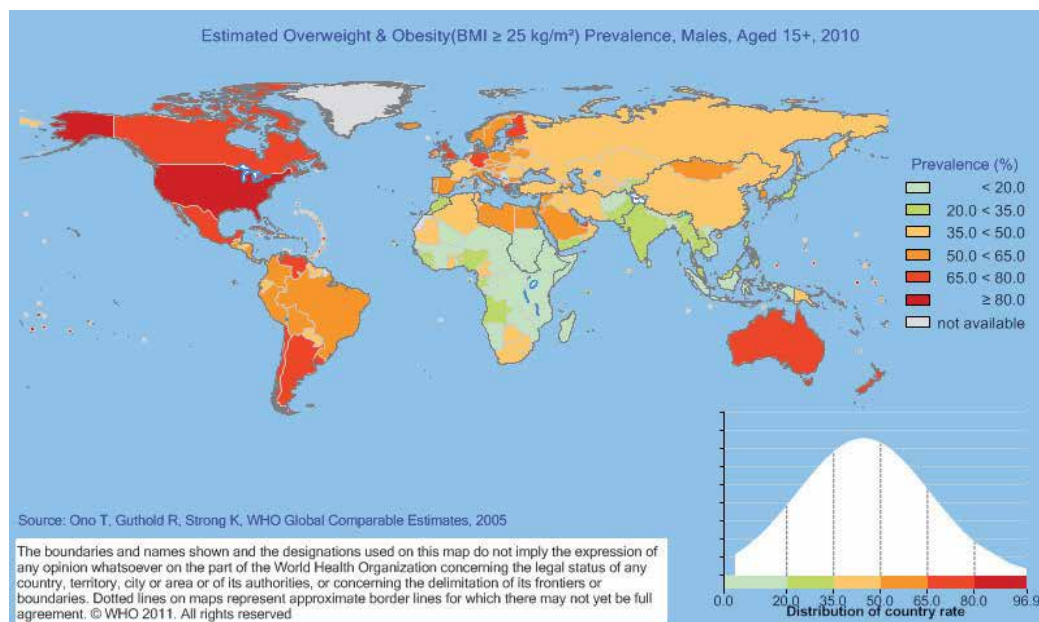 Estimated Overweight & Obesity(BMI ≥ 25 kg/m²) Prevalence, Males, Aged 15+, 2010
Prevalence (%)
< 20.0
20.0 < 35.0
35.0 < 50.0
50.0 < 65.0
65.0 < 80.0
≥ 80.0
not available
Source: Ono T, Guthold R, Strong K, WHO Global Comparable Estimates, 2005
The boundaries and names shown and the designations used on this map do not imply the expression of
any opinion whatsoever on the part of the World Health Organization concerning the legal status of any
country, territory, city or area or of its authorities, or concerning the delimitation of its frontiers or
boundaries. Dotted lines on maps represent approximate border lines for which there may not yet be full
agreement. © WHO 2011. All rights reserved
0.0 20.0 35.0 50.0 65.0 80.0 96.9
Distribution of country rate